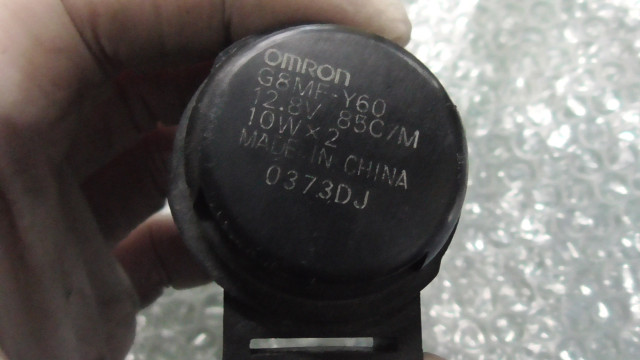 OMRON
G8MF-Y60
12.8V 85C/M
10W×2
MADE IN CHINA
0373DJ